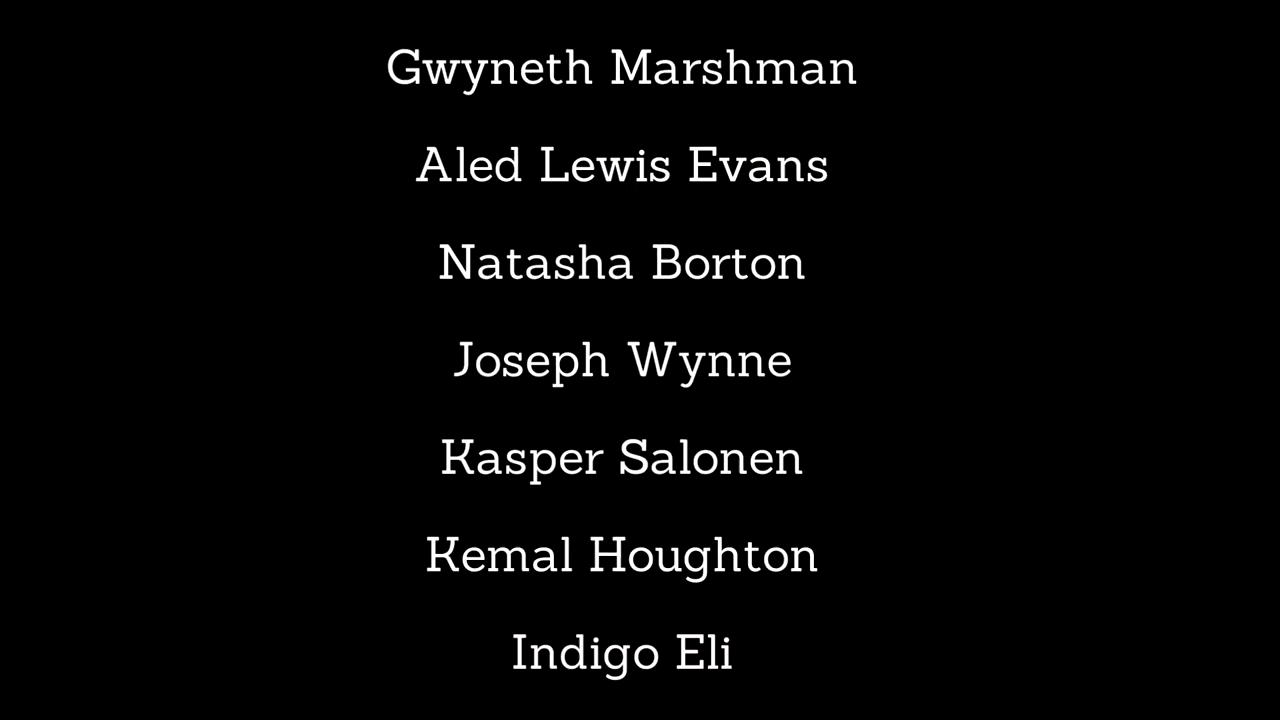 Gwyneth Marshman
Aled Lewis Evans
Natasha Borton
Joseph Wynne
Kasper Salonen
Kemal Houghton
Indigo Eli